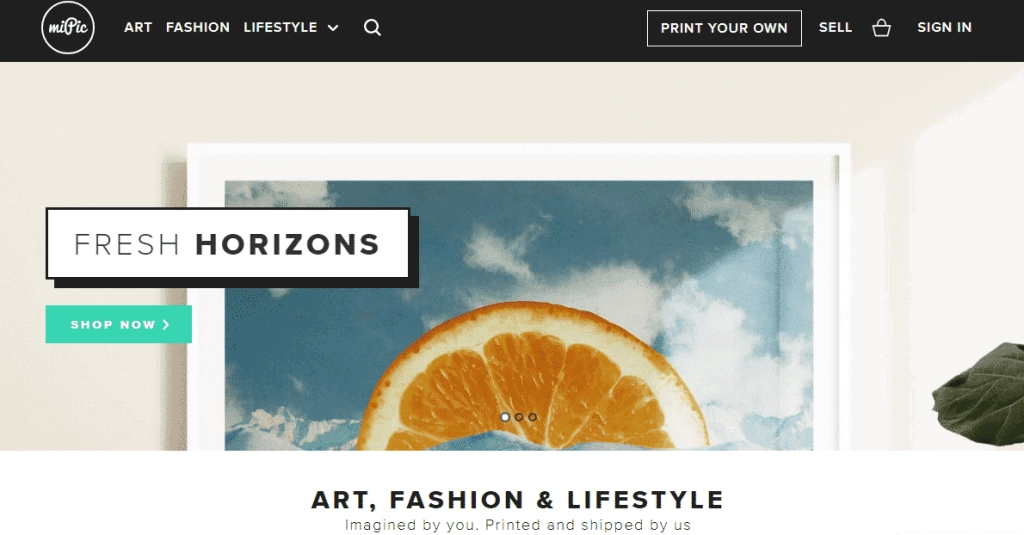 miPic
ART FASHION LIFESTYLE
PRINT YOUR OWN SELL SIGN IN
FRESH HORIZONS
SHOP NOW
ART, FASHION & LIFESTYLE
Imagined by you. Printed and shipped by us